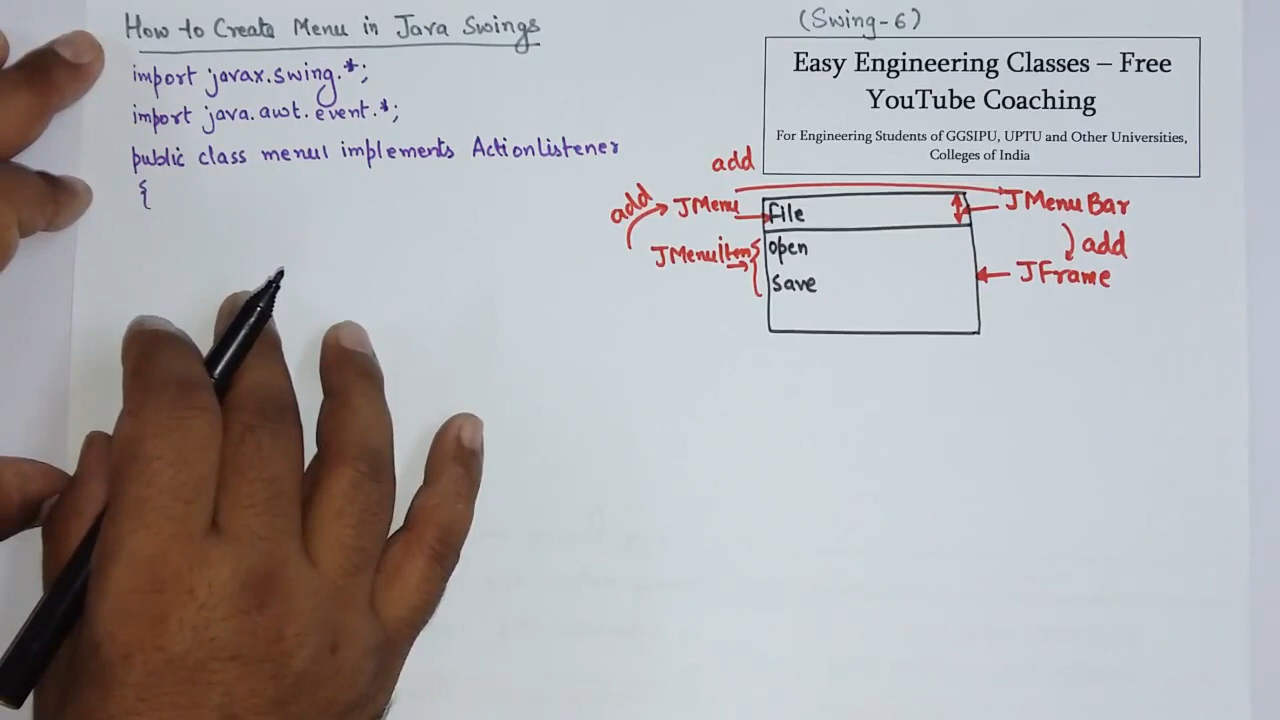 How to Create Menu in Java Swings
import javax.swing.*;
import java.awt.event.*;
public class menu1 implements ActionListener
{
(Swing-6)
Easy Engineering Classes – Free
YouTube Coaching
For Engineering Students of GGSIPU, UPTU and Other Universities,
Colleges of India
add
add
JMenu
file
JMenuBar
JMenuItem
open
add
save
JFrame